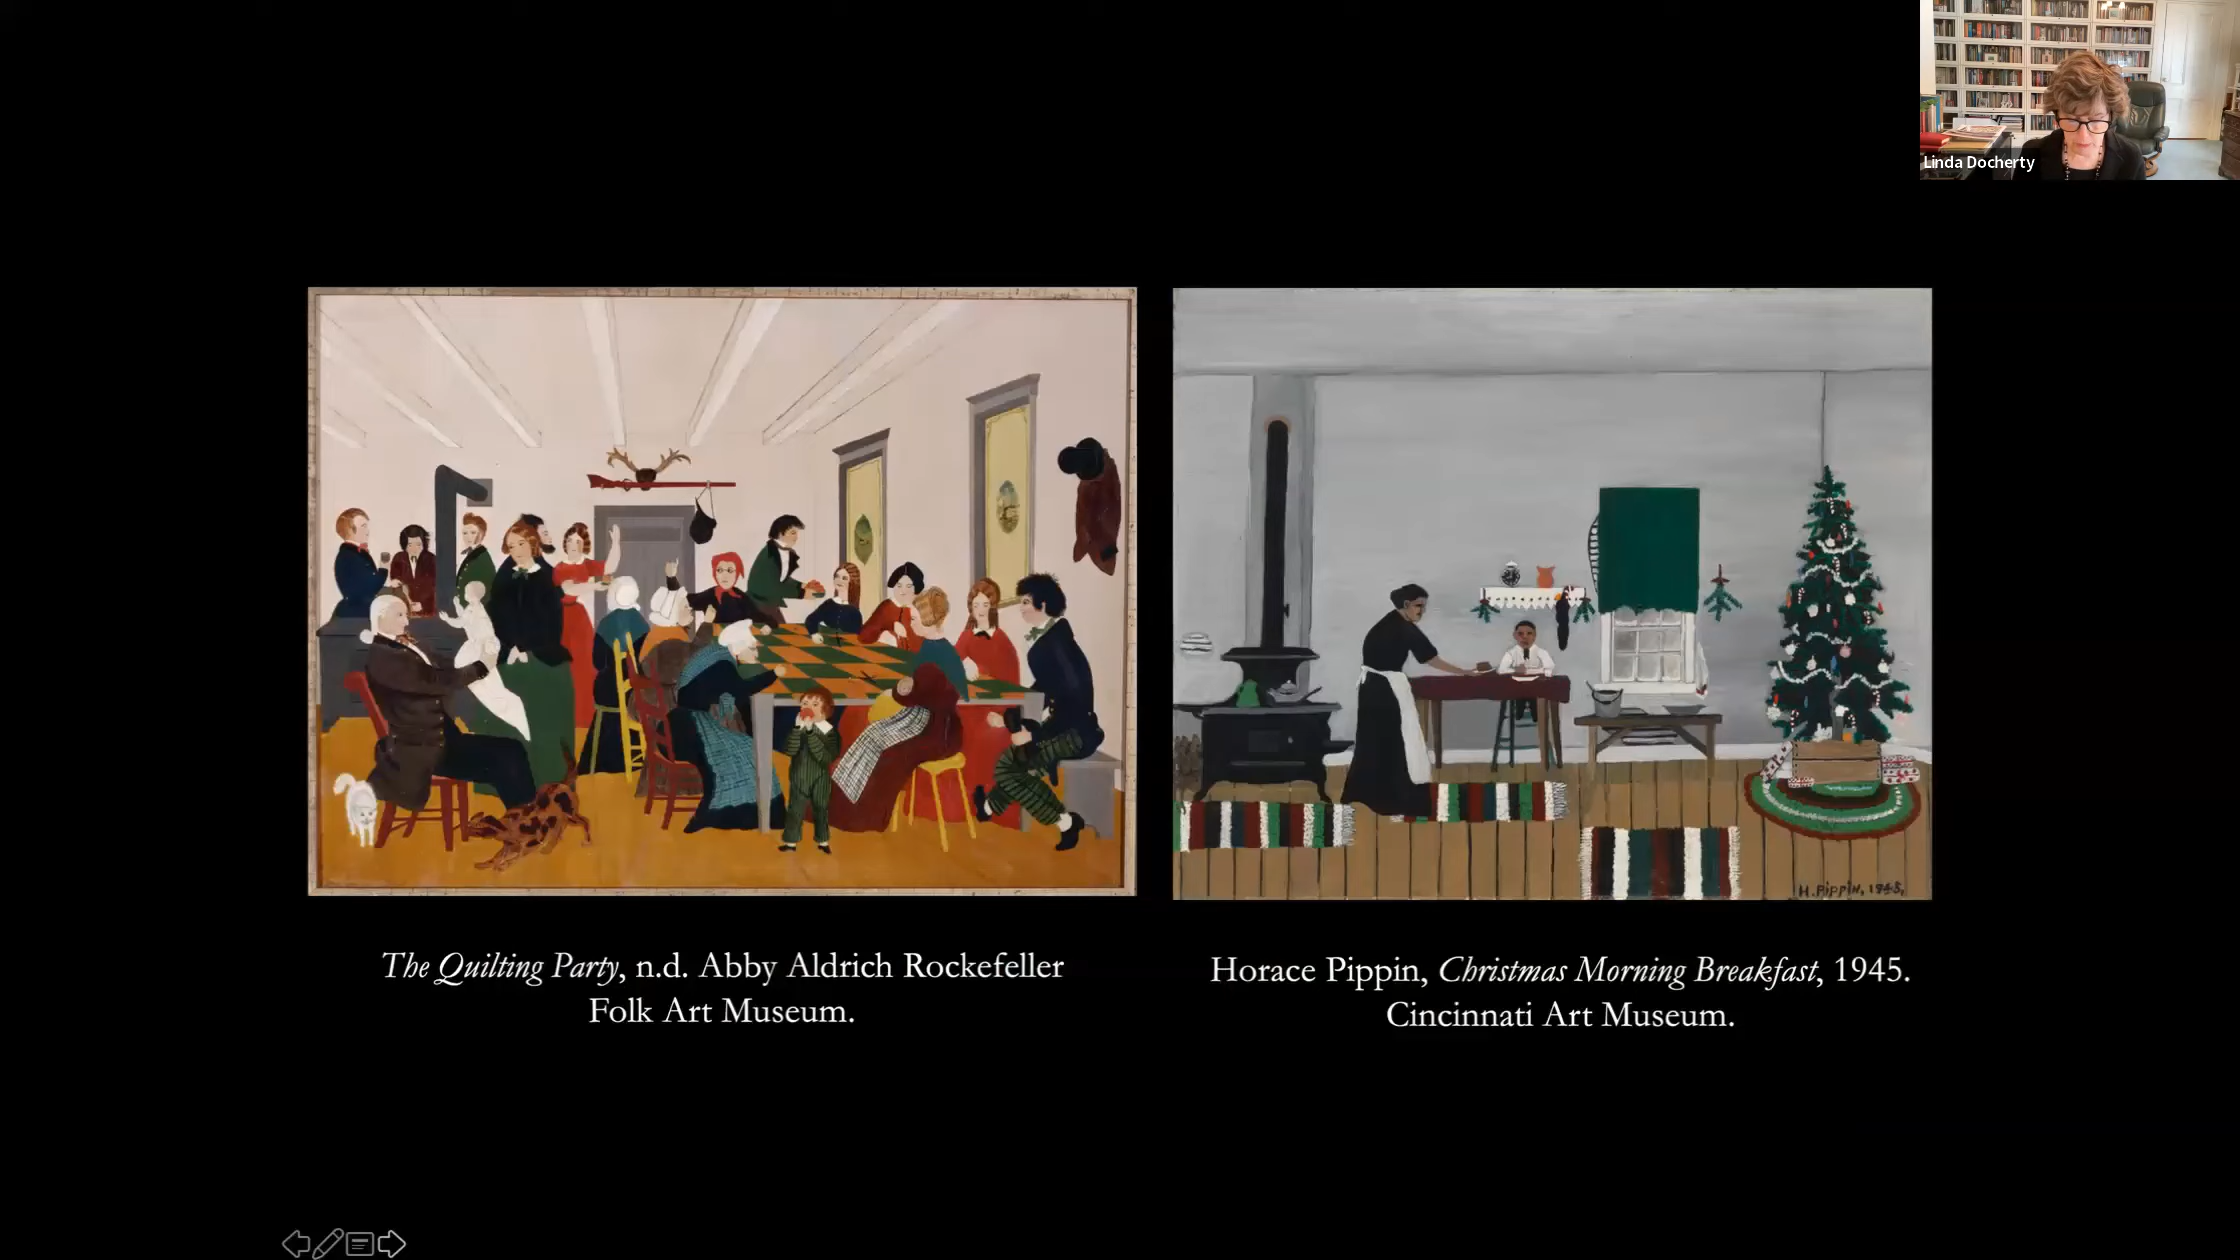 Linda Docherty
H. Pippin, 1945,
The Quilting Party, n.d. Abby Aldrich Rockefeller
Folk Art Museum.
Horace Pippin, Christmas Morning Breakfast, 1945.
Cincinnati Art Museum.